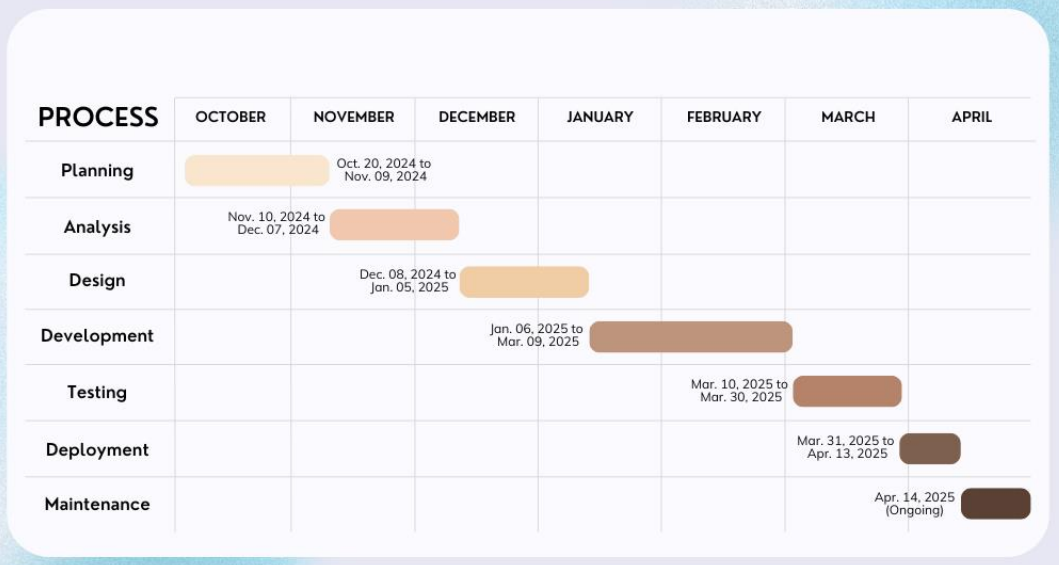 PROCESS
OCTOBER
NOVEMBER
DECEMBER
JANUARY
FEBRUARY
MARCH
APRIL
Planning
Oct. 20, 2024 to
Nov. 09, 2024
Analysis
Nov. 10, 2024 to
Dec. 07, 2024
Design
Dec. 08, 2024 to
Jan. 05, 2025
Development
Jan. 06, 2025 to
Mar. 09, 2025
Testing
Mar. 10, 2025 to
Mar. 30, 2025
Deployment
Mar. 31, 2025 to
Apr. 13, 2025
Maintenance
Apr. 14, 2025
(Ongoing)